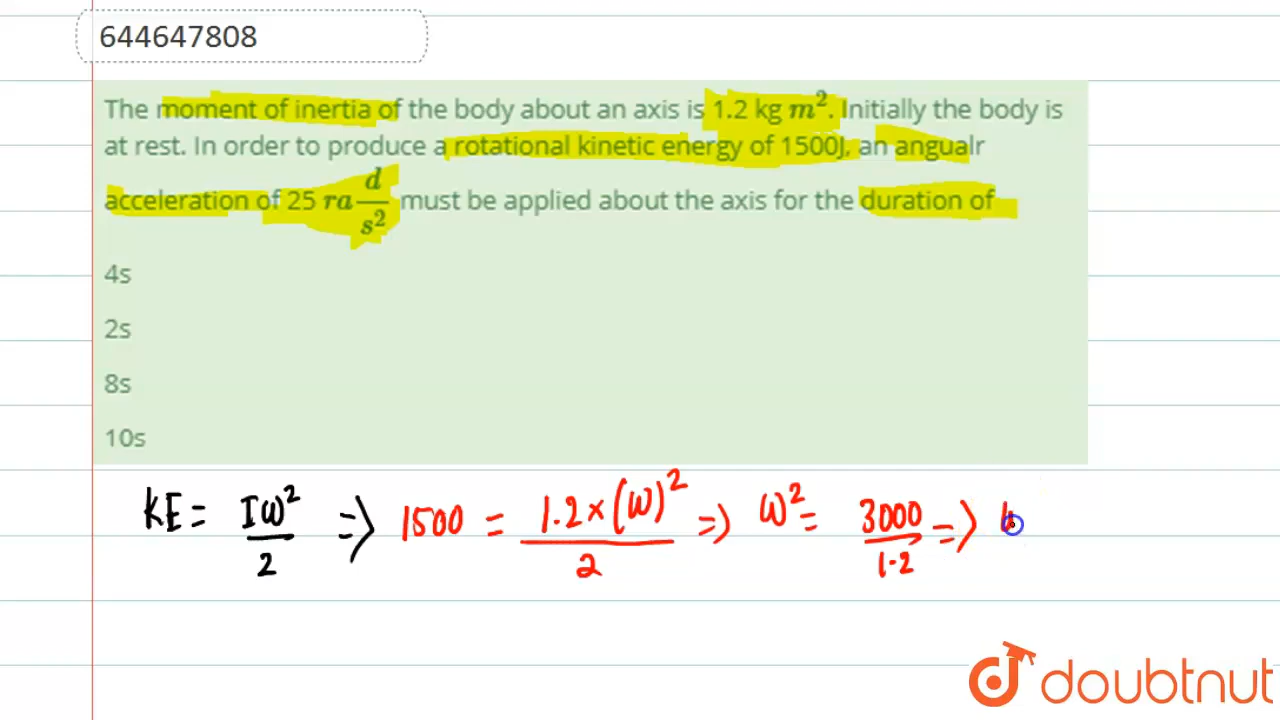 644647808
The moment of inertia of the body about an axis is 1.2 kg m². Initially the body is
at rest. In order to produce a rotational kinetic energy of 1500J, an angualr
acceleration of 25 ra d/s² must be applied about the axis for the duration of
4s
2s
8s
10s
KE = Iω²/2 => 1500 = 1.2×(ω)²/2 => ω² = 3000/1.2 =>
doubtnut